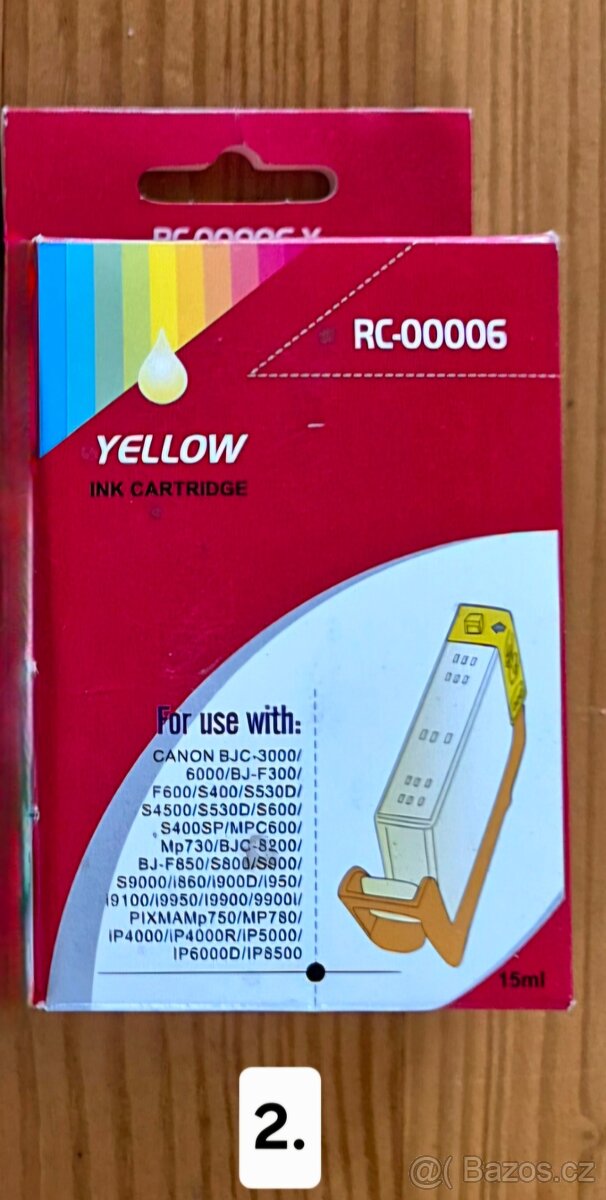 RC-00006 Y
RC-00006
YELLOW
INK CARTRIDGE
For use with:
CANON BJC-3000/
6000/BJ-F300/
F600/S400/S530D/
S4500/S530D/S600/
S400SP/MPC600/
Mp730/BJC-8200/
BJ-F850/S800/S900/
S9000/i860/i900D/i950/
i9100/i9950/i9900/9900i/
PIXMAMp750/MP780/
iP4000/iP4000R/iP5000/
iP6000D/iP8500
15ml
2.
@( Bazos.cz